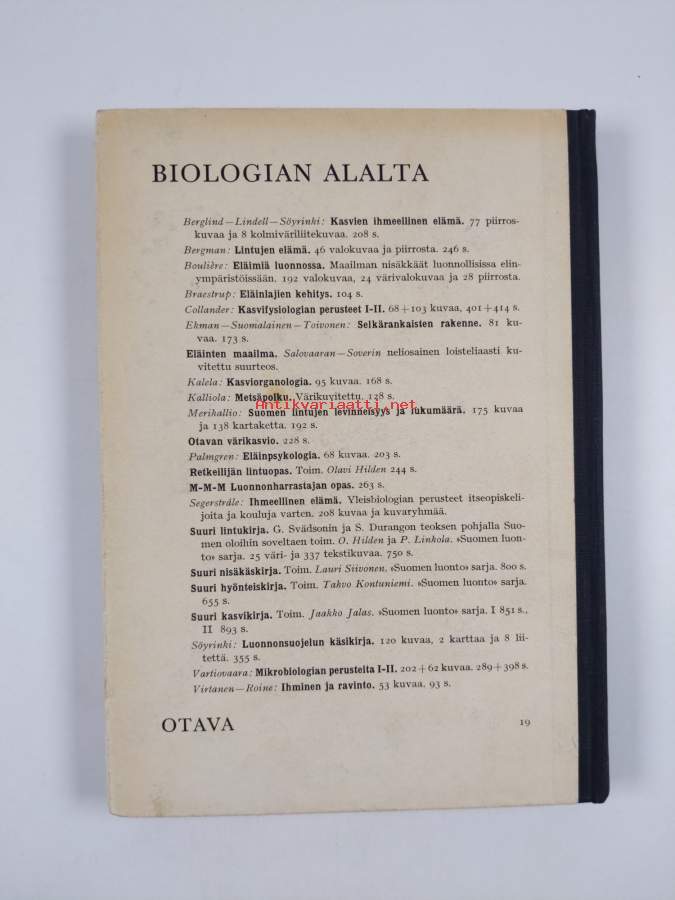 BIOLOGIAN ALALTA
Berglind—Lindell—Söyrinki: Kasvien ihmeellinen elämä. 77 piirros-
kuvaa ja 8 kolmiväriliitekuvaa. 208 s.
Bergman: Lintujen elämä. 46 valokuvaa ja piirrosta. 246 s.
Boulière: Eläimiä luonnossa. Maailman nisäkkäät luonnollisissa elin-
ympäristöissään. 192 valokuvaa, 24 värivalokuvaa ja 28 piirrosta.
Braestrup: Eläinlajien kehitys. 104 s.
Collander: Kasvifysiologian perusteet I-II. 68+103 kuvaa, 401+414 s.
Ekman—Suomalainen—Toivonen: Selkärankaisten rakenne. 81 ku-
vaa. 173 s.
Eläinten maailma. Salovaaran—Soverin neliosainen loisteliaasti ku-
vitettu suurteos.
Kalela: Kasviorganologia. 95 kuvaa. 168 s.
Kalliola: Metsäpolku. Värikuvitettu. 128 s.
Antikvariaatti.net
Merikallio: Suomen lintujen levinneisyys ja lukumäärä. 175 kuvaa
ja 138 kartaketta. 192 s.
Otavan värikasvio. 228 s.
Palmgren: Eläinpsykologia. 68 kuvaa. 203 s.
Retkeilijän lintuopas. Toim. Olavi Hilden 244 s.
M-M-M Luonnonharrastajan opas. 263 s.
Segerstråle: Ihmeellinen elämä. Yleisbiologian perusteet itseopiskeli-
joita ja kouluja varten. 208 kuvaa ja kuvaryhmää.
Suuri lintukirja. G. Svädsonin ja S. Durangon teoksen pohjalla Suo-
men oloihin soveltaen toim. O. Hilden ja P. Linkola. »Suomen luon-
to» sarja. 25 väri- ja 337 tekstikuvaa. 750 s.
Suuri nisäkäskirja. Toim. Lauri Siivonen. »Suomen luonto» sarja. 800 s.
Suuri hyönteiskirja. Toim. Tahvo Kontuniemi. »Suomen luonto» sarja.
655 s.
Suuri kasvikirja. Toim. Jaakko Jalas. »Suomen luonto» sarja. I 851 s.,
II 893 s.
Söyrinki: Luonnonsuojelun käsikirja. 120 kuvaa, 2 karttaa ja 8 lii-
tettä. 355 s.
Vartiovaara: Mikrobiologian perusteita I-II. 202+62 kuvaa. 289+398 s.
Virtanen—Roine: Ihminen ja ravinto. 53 kuvaa. 93 s.
OTAVA
19